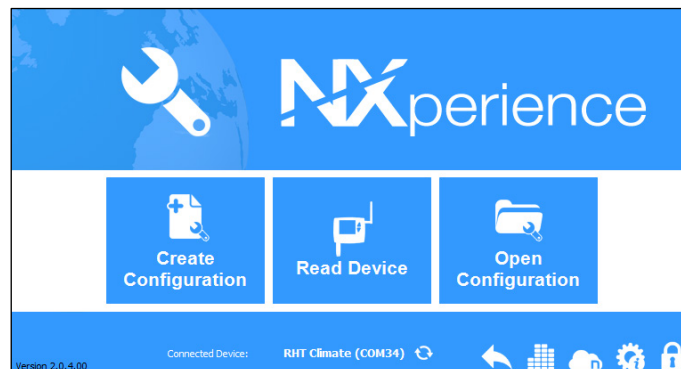 NXperience
Create
Configuration
Read Device
Open
Configuration
Connected Device:
RHT Climate (COM34)
Version 2.0.4.00